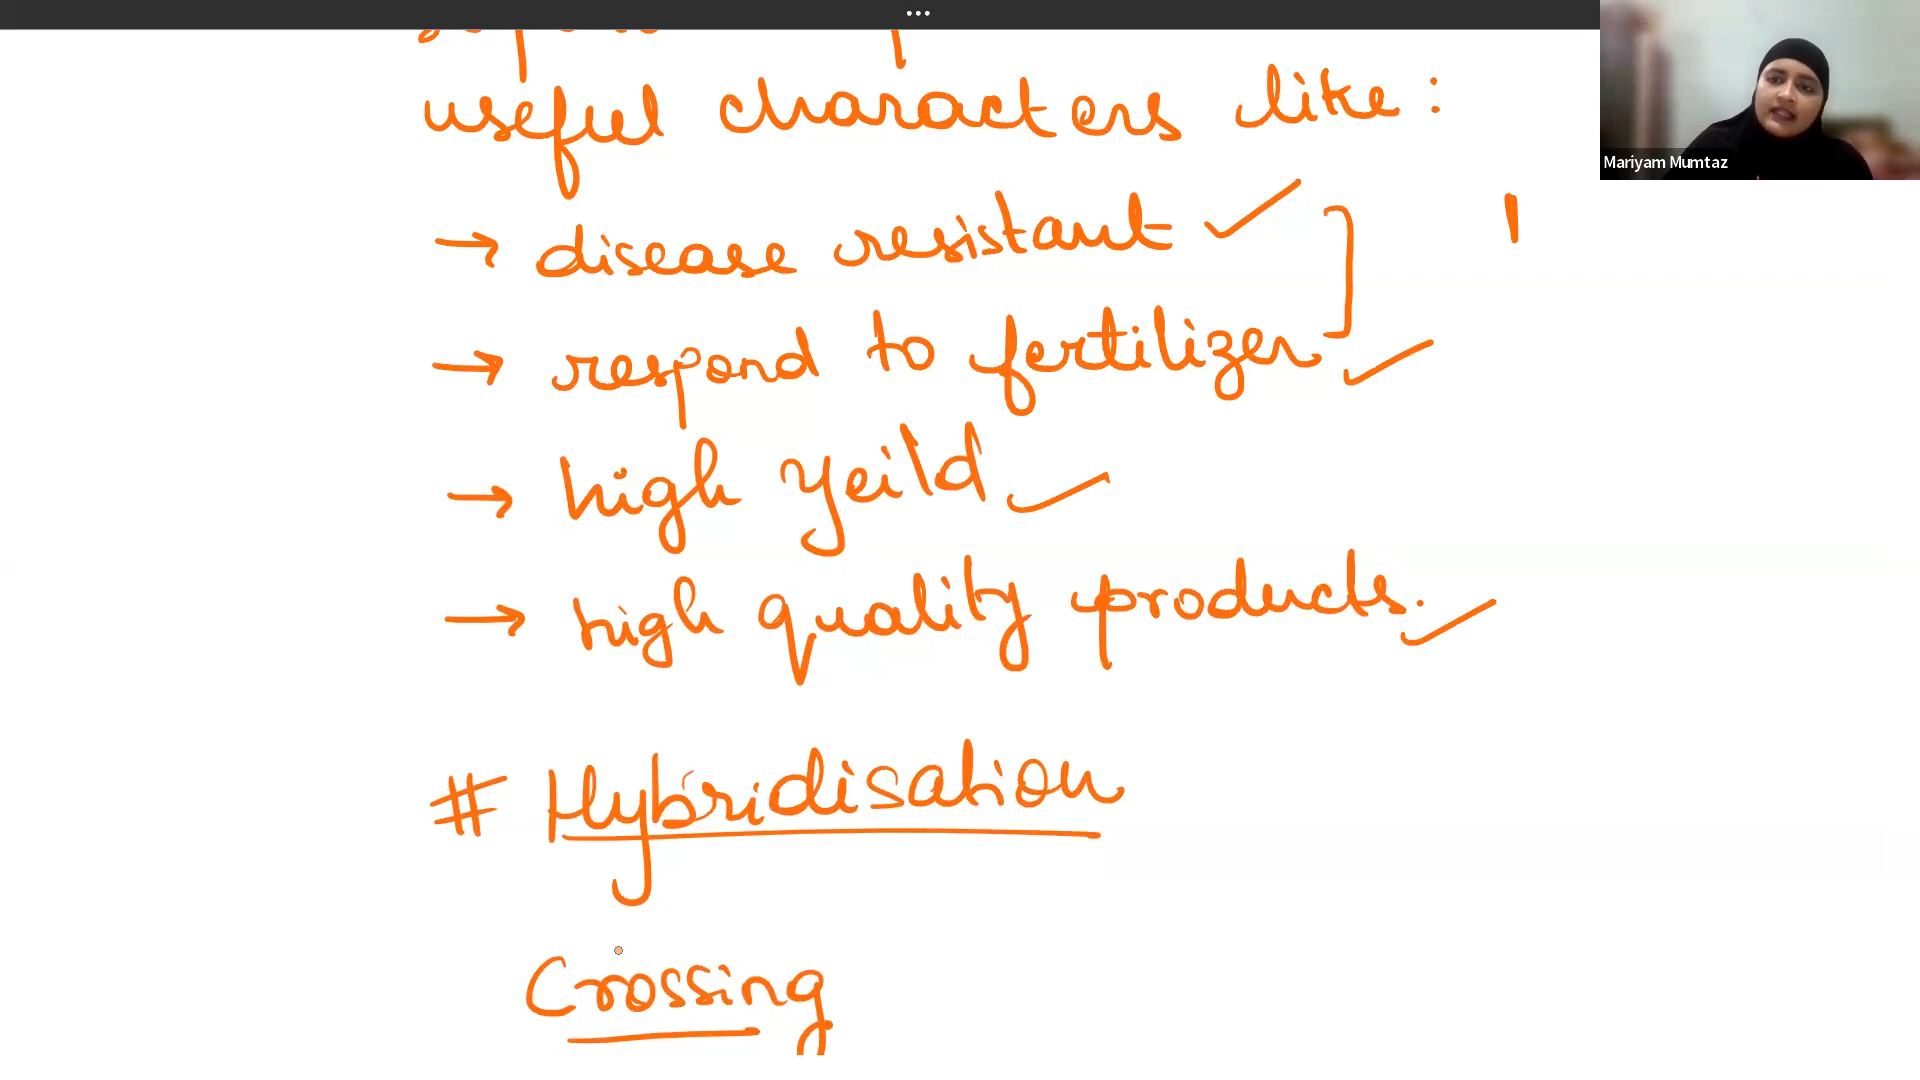 useful characters like :
Mariyam Mumtaz
→ disease resistant ✓
→ respond to fertilizer ✓
→ high yeild ✓
→ high quality products. ✓
# Hybridisation
Crossing